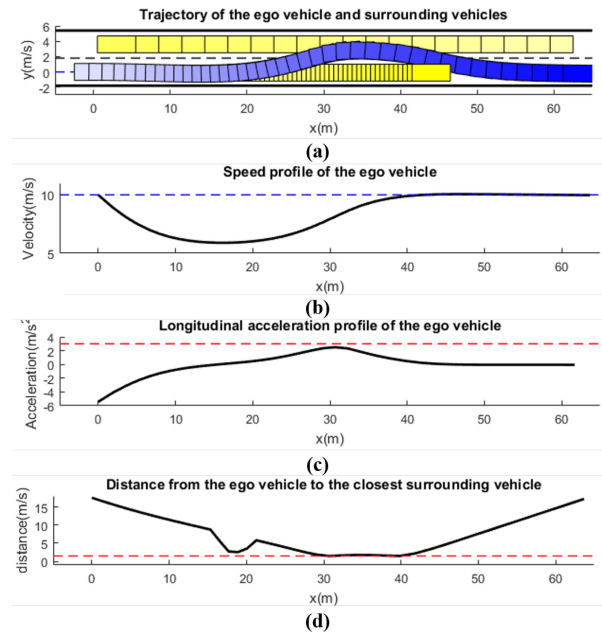 Trajectory of the ego vehicle and surrounding vehicles
y(m/s)
6
4
2
0
-2
0 10 20 30 40 50 60
x(m)
(a)
Speed profile of the ego vehicle
Velocity(m/s)
10
5
0 10 20 30 40 50 60
x(m)
(b)
Longitudinal acceleration profile of the ego vehicle
Acceleration(m/s²
4
2
0
-2
-4
-6
0 10 20 30 40 50 60
x(m)
(c)
Distance from the ego vehicle to the closest surrounding vehicle
distance(m/s)
15
10
5
0
0 10 20 30 40 50 60
x(m)
(d)